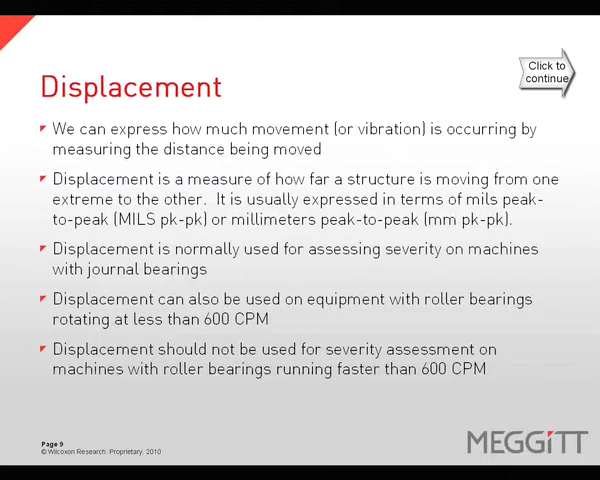 Click to
continue
Displacement
We can express how much movement (or vibration) is occurring by
measuring the distance being moved
Displacement is a measure of how far a structure is moving from one
extreme to the other. It is usually expressed in terms of mils peak-
to-peak (MILS pk-pk) or millimeters peak-to-peak (mm pk-pk).
Displacement is normally used for assessing severity on machines
with journal bearings
Displacement can also be used on equipment with roller bearings
rotating at less than 600 CPM
Displacement should not be used for severity assessment on
machines with roller bearings running faster than 600 CPM
Page 9
© Wilcoxon Research, Proprietary, 2010
MEGGITT